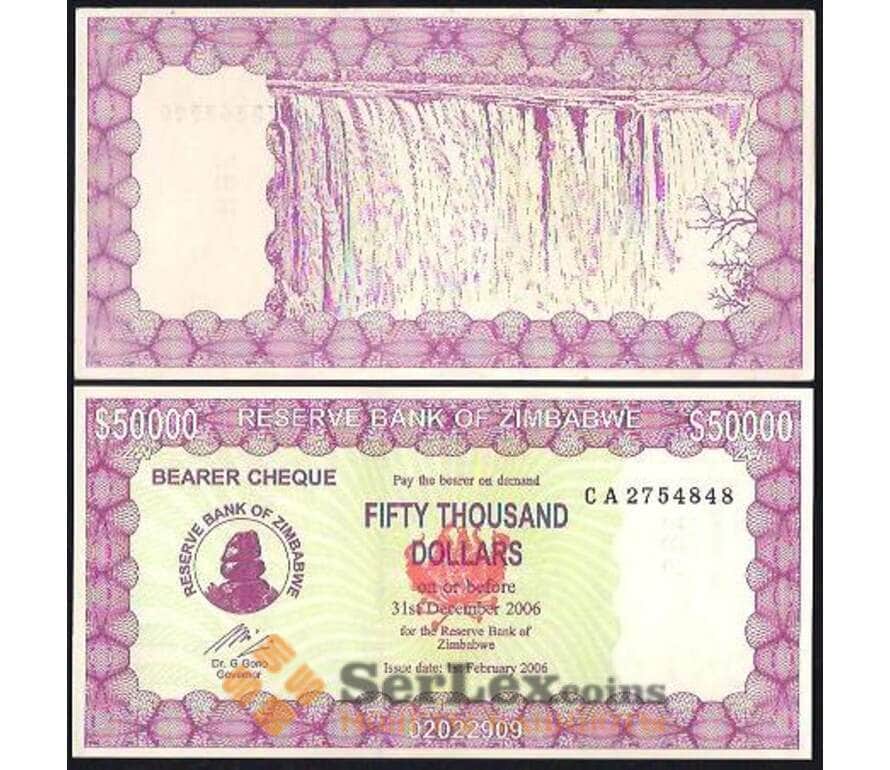 $50000 RESERVE BANK OF ZIMBABWE $50000
BEARER CHEQUE
Pay the bearer on demand
CA2754848
FIFTY THOUSAND
DOLLARS
on or before
31st December 2006
for the Reserve Bank of
Zimbabwe
Issue date: 1st February 2006
RESERVE BANK OF ZIMBABWE
Dr. G Gono
Governor
SerLexcoins
02022909